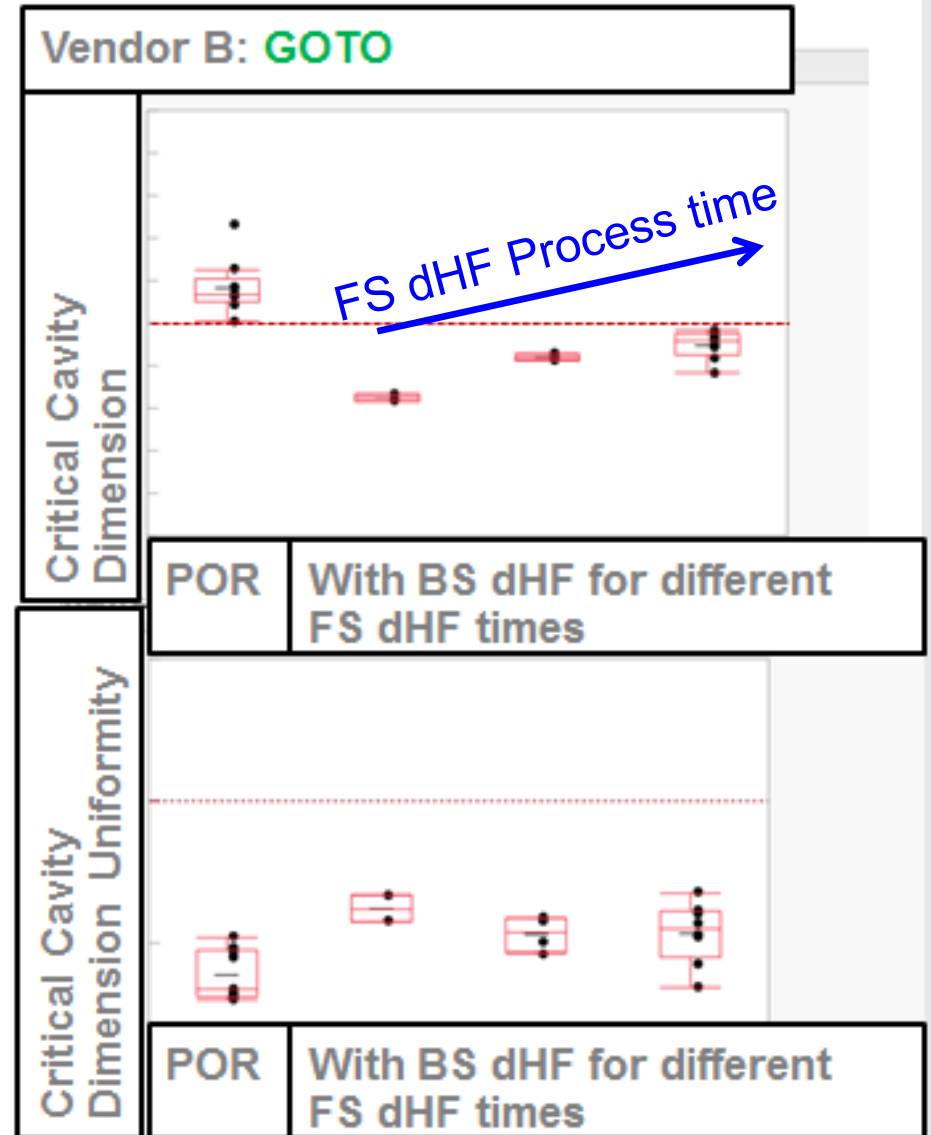 Vendor B: GOTO
Critical Cavity
Dimension
FS dHF Process time
POR
With BS dHF for different
FS dHF times
Critical Cavity
Dimension Uniformity
POR
With BS dHF for different
FS dHF times